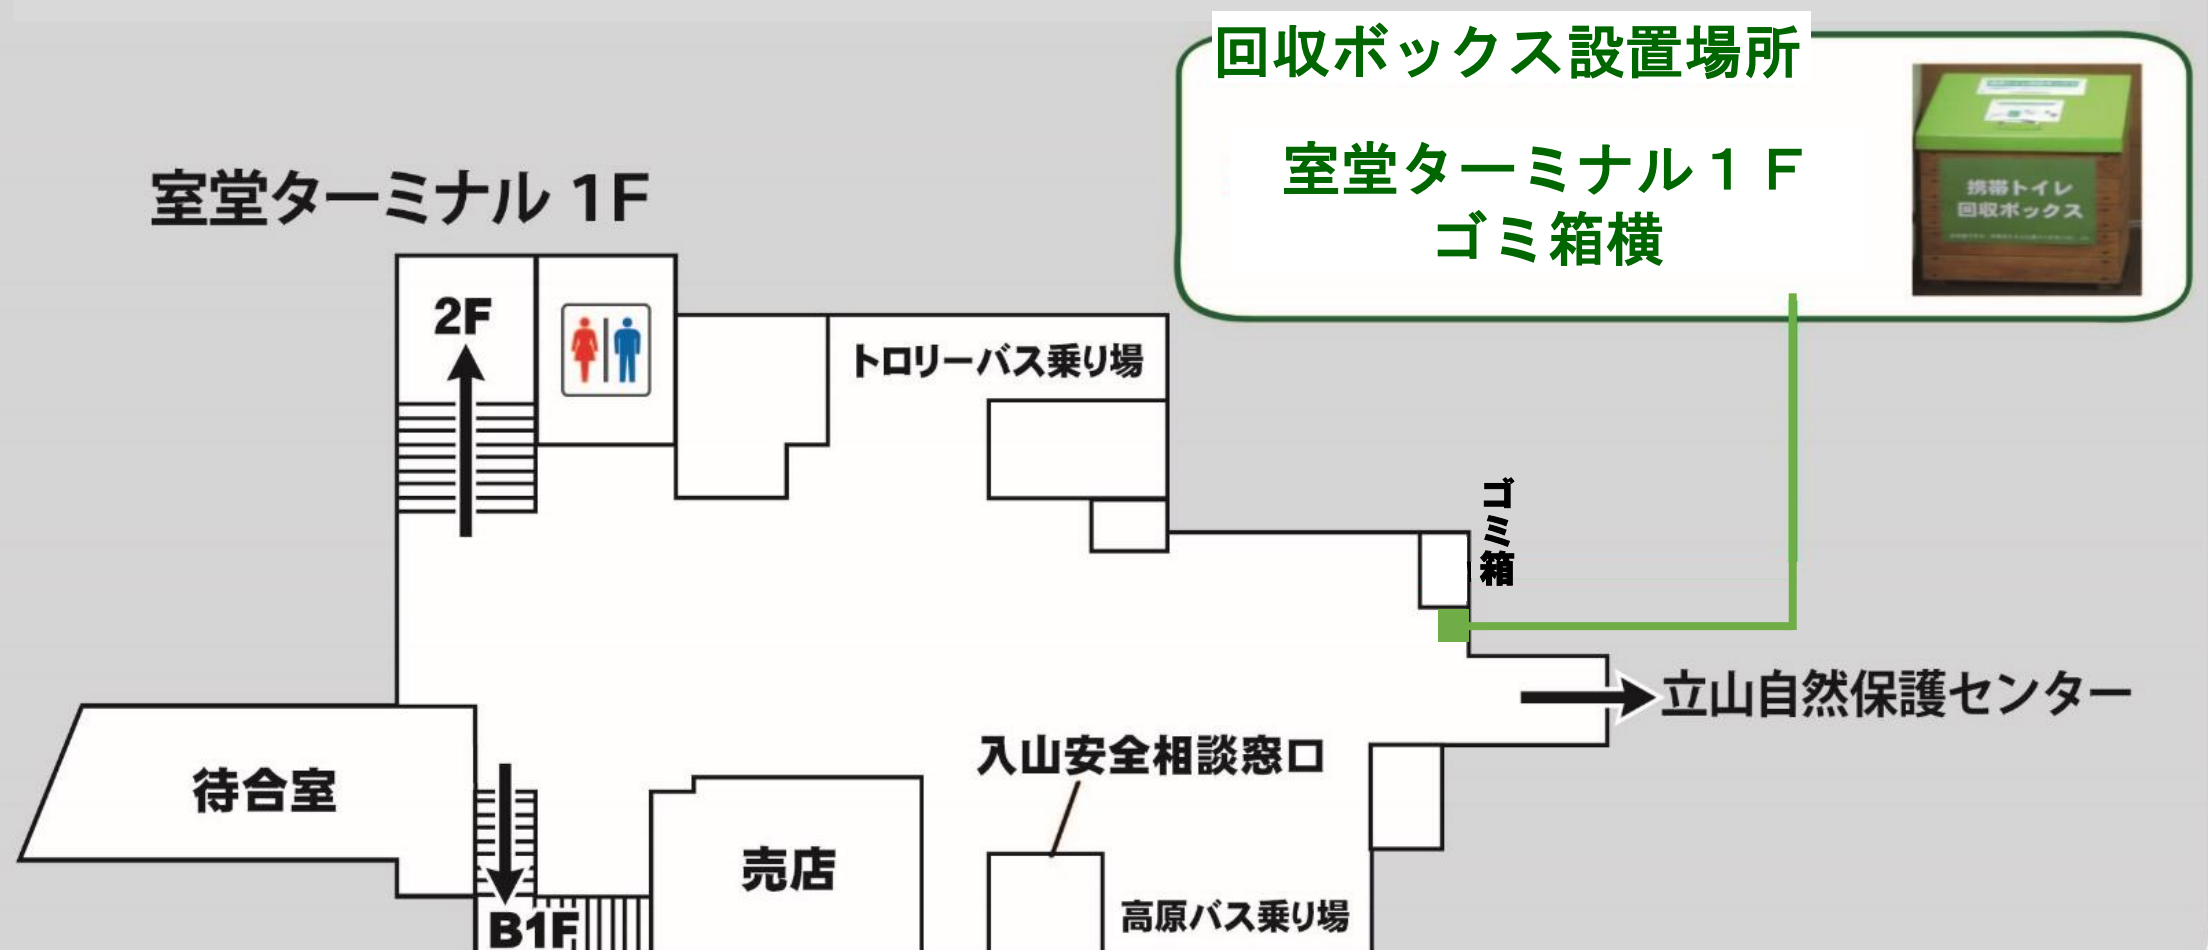 回収ボックス設置場所
室堂ターミナル１Ｆ
ゴミ箱横
携帯トイレ
回収ボックス
室堂ターミナル 1F
2F
トロリーバス乗り場
ゴミ箱
立山自然保護センター
入山安全相談窓口
待合室
売店
高原バス乗り場
B1F